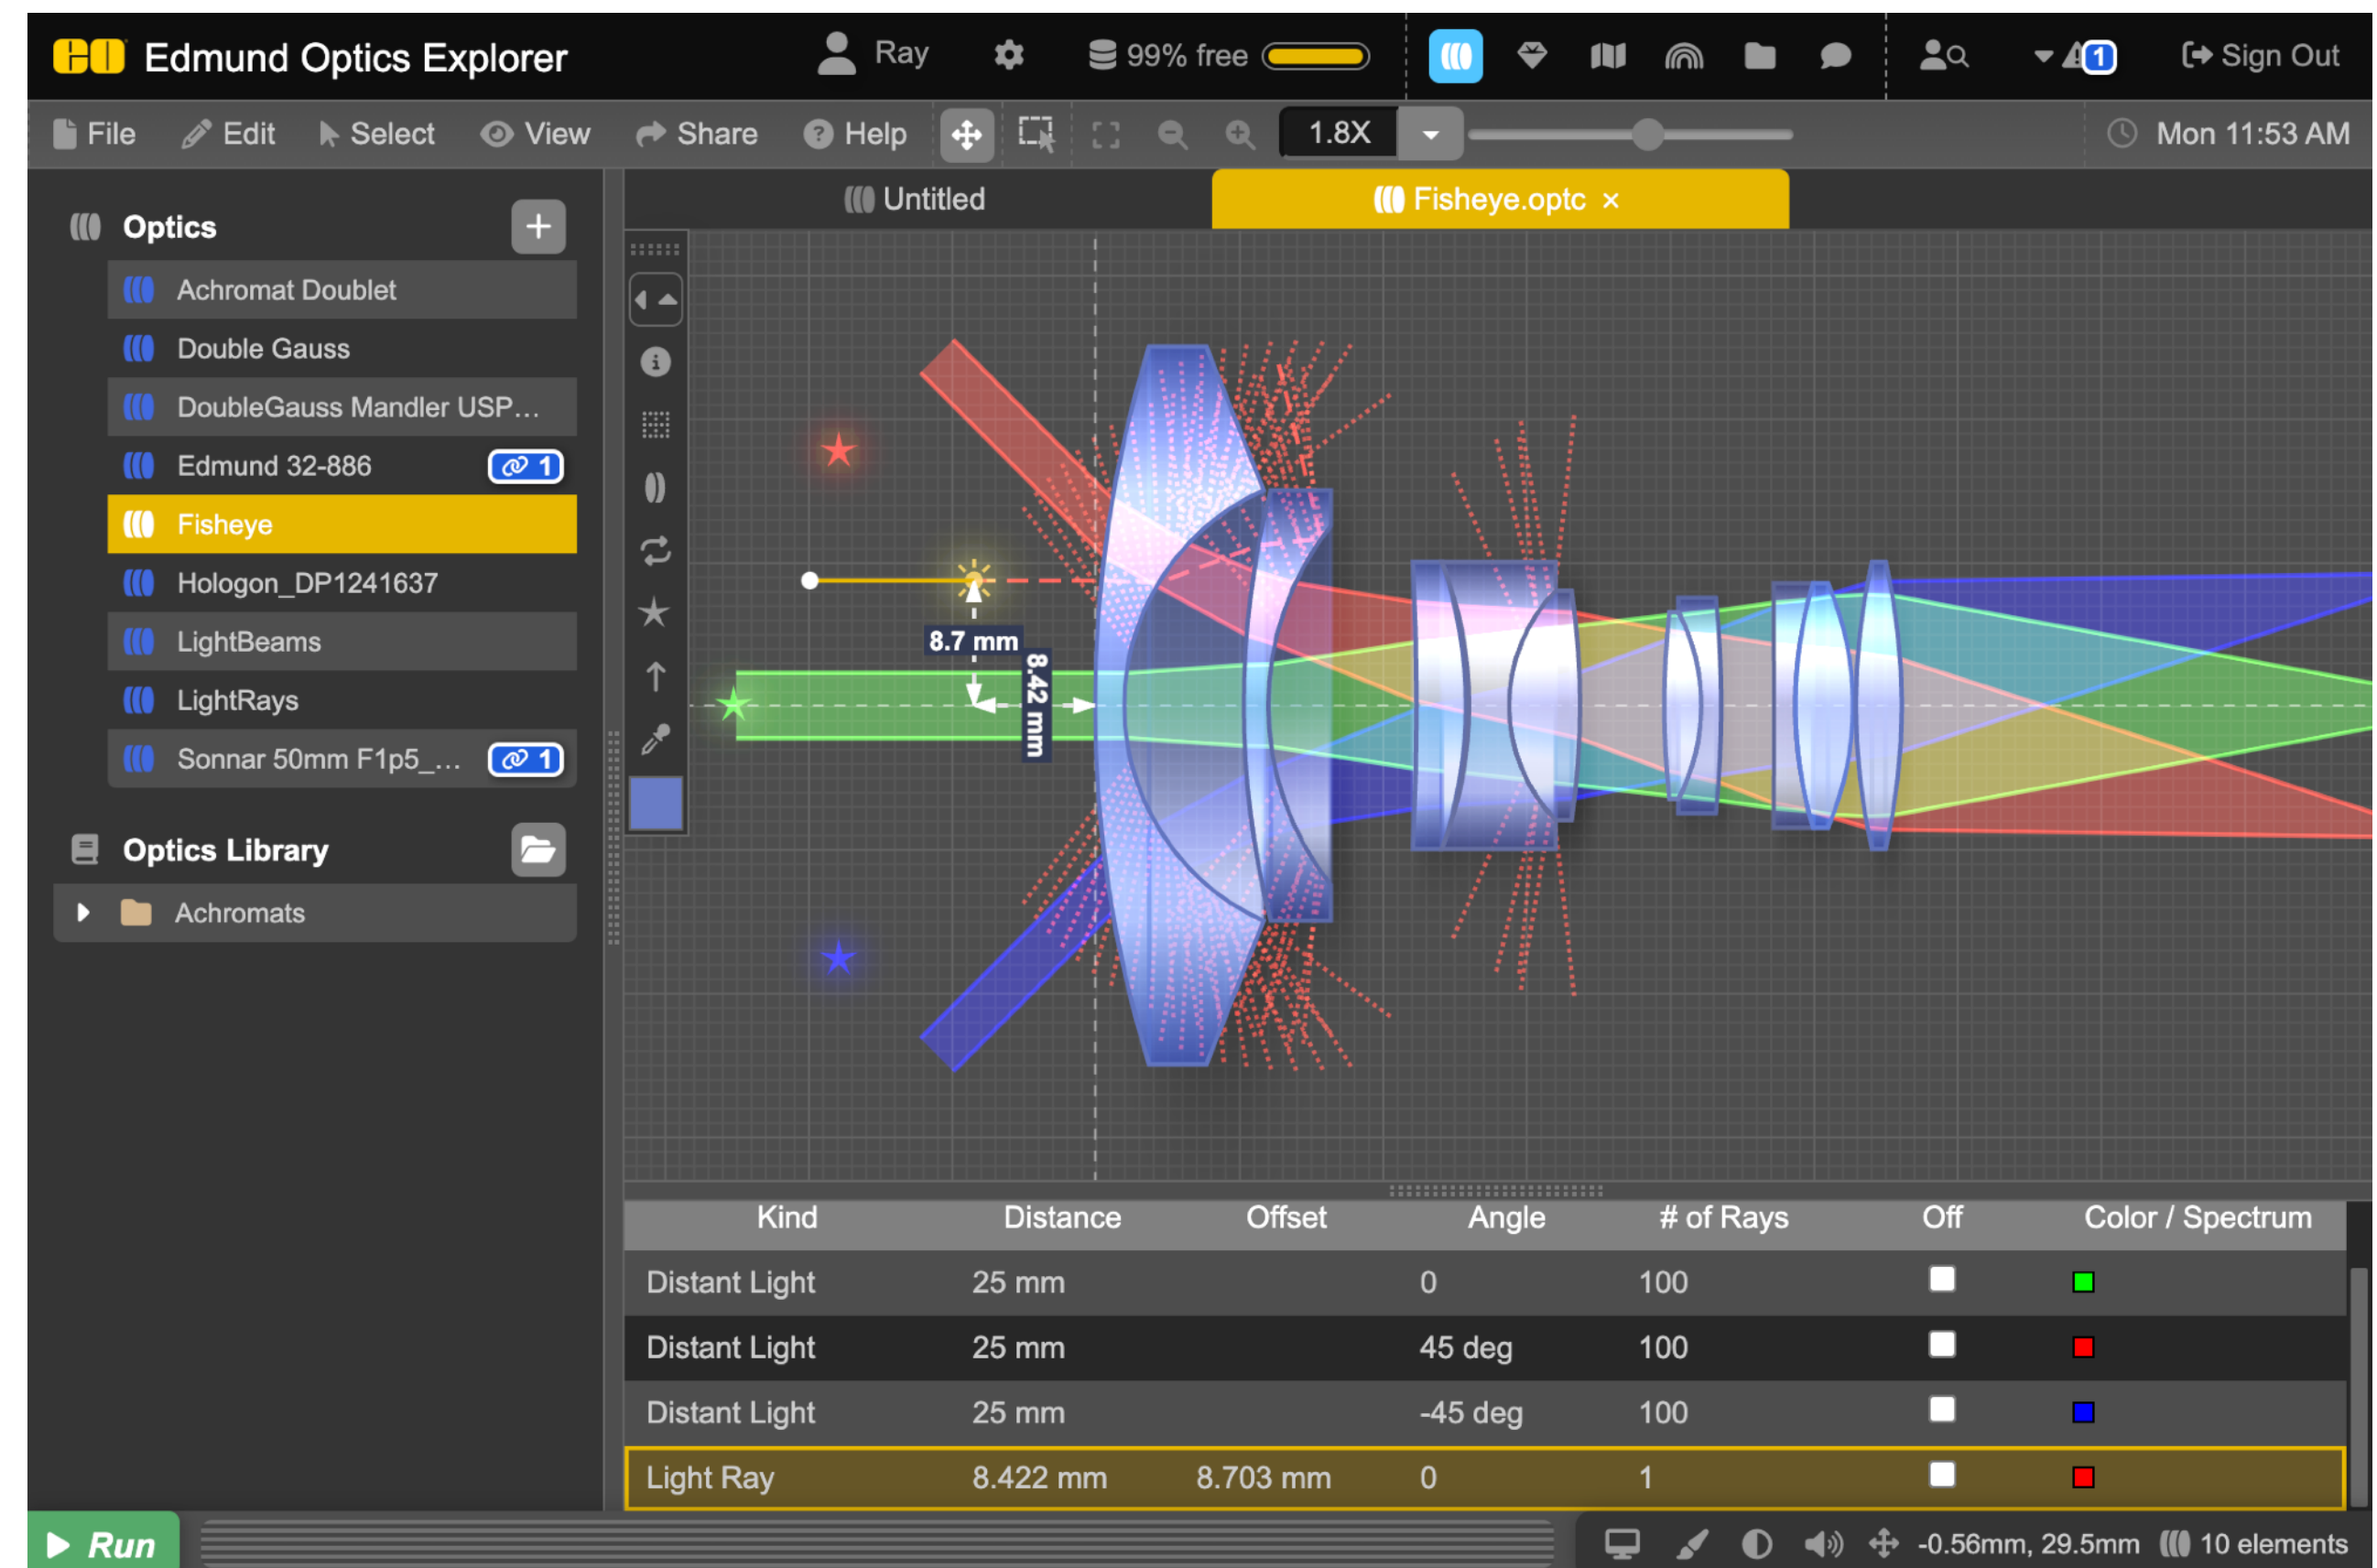 EO Edmund Optics Explorer Ray 99% free 1 Sign Out
File Edit Select View Share Help 1.8X Mon 11:53 AM
Optics
Achromat Doublet
Double Gauss
DoubleGauss Mandler USP...
Edmund 32-886 1
Fisheye
Hologon_DP1241637
LightBeams
LightRays
Sonnar 50mm F1p5_... 1
Optics Library
Achromats
Untitled Fisheye.optc ×
8.7 mm
8.42 mm
Kind Distance Offset Angle # of Rays Off Color / Spectrum
Distant Light 25 mm 0 100
Distant Light 25 mm 45 deg 100
Distant Light 25 mm -45 deg 100
Light Ray 8.422 mm 8.703 mm 0 1
Run -0.56mm, 29.5mm 10 elements